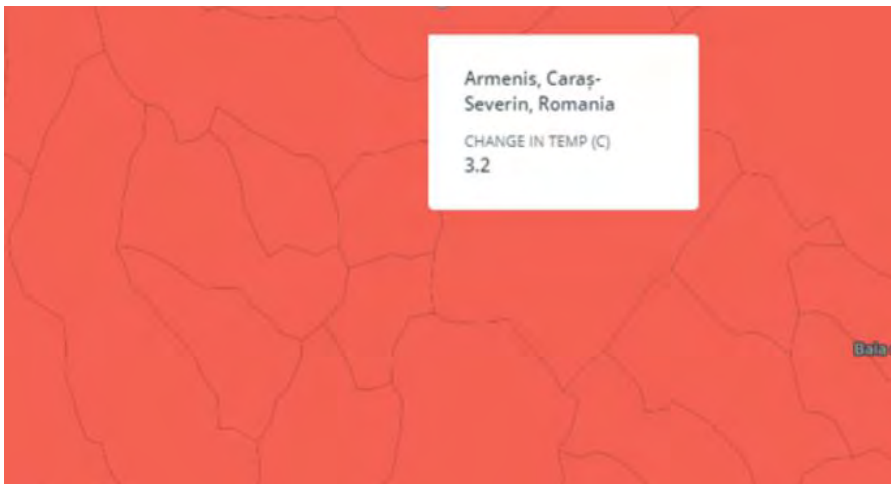 Armenis, Caraș-
Severin, Romania
CHANGE IN TEMP (C)
3.2